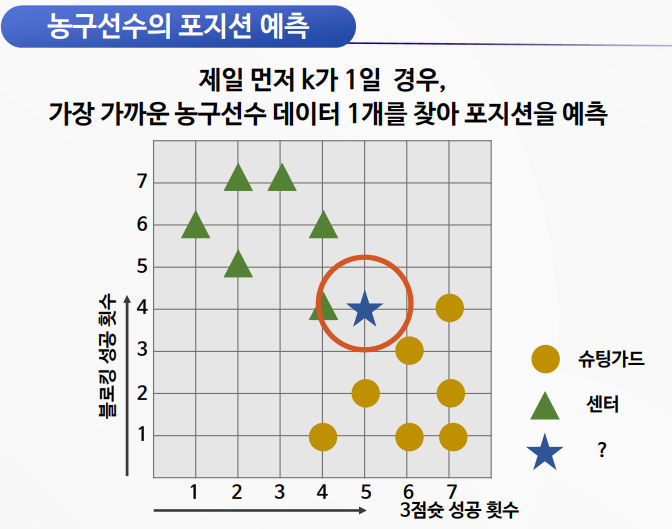 농구선수의 포지션 예측
제일 먼저 k가 1일 경우,
가장 가까운 농구선수 데이터 1개를 찾아 포지션을 예측
7
6
5
4
3
2
1
블로킹 성공 횟수
1 2 3 4 5 6 7
3점슛 성공 횟수
슈팅가드
센터
?